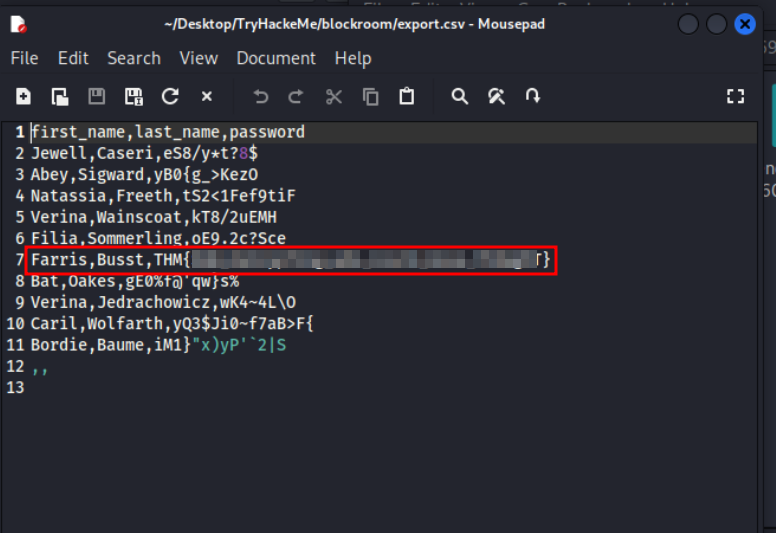 ~/Desktop/TryHackeMe/blockroom/export.csv - Mousepad
File Edit Search View Document Help
1 first_name,last_name,password
2 Jewell,Caseri,eS8/y*t?8$
3 Abey,Sigward,yB0{g_>KezO
4 Natassia,Freeth,tS2<1Fef9tiF
5 Verina,Wainscoat,kT8/2uEMH
6 Filia,Sommerling,oE9.2c?Sce
7 Farris,Busst,THM{ T}
8 Bat,Oakes,gE0%f@'qw}s%
9 Verina,Jedrachowicz,wK4~4L\O
10 Caril,Wolfarth,yQ3$Ji0~f7aB>F{
11 Bordie,Baume,iM1}"x)yP'`2|S
12 ,,
13